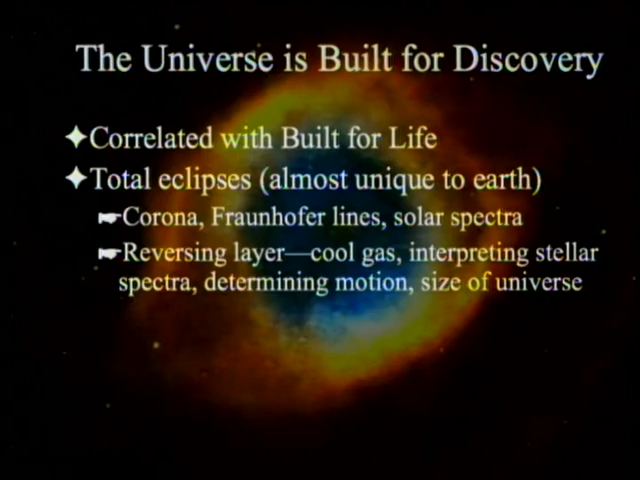 The Universe is Built for Discovery
✦Correlated with Built for Life
✦Total eclipses (almost unique to earth)
☛Corona, Fraunhofer lines, solar spectra
☛Reversing layer—cool gas, interpreting stellar
spectra, determining motion, size of universe